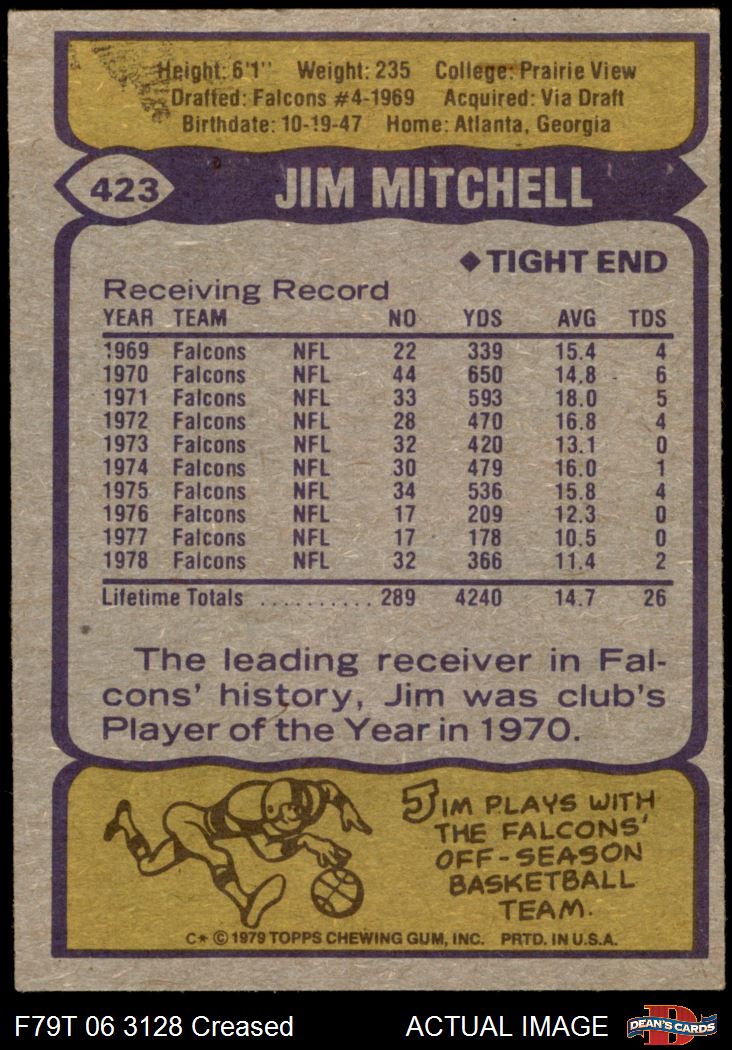 Height: 6'1" Weight: 235 College: Prairie View
Drafted: Falcons #4-1969 Acquired: Via Draft
Birthdate: 10-19-47 Home: Atlanta, Georgia
423 JIM MITCHELL
◆ TIGHT END
Receiving Record
YEAR TEAM NO YDS AVG TDS
1969 Falcons NFL 22 339 15.4 4
1970 Falcons NFL 44 650 14.8 6
1971 Falcons NFL 33 593 18.0 5
1972 Falcons NFL 28 470 16.8 4
1973 Falcons NFL 32 420 13.1 0
1974 Falcons NFL 30 479 16.0 1
1975 Falcons NFL 34 536 15.8 4
1976 Falcons NFL 17 209 12.3 0
1977 Falcons NFL 17 178 10.5 0
1978 Falcons NFL 32 366 11.4 2
Lifetime Totals .......... 289 4240 14.7 26
The leading receiver in Fal-
cons' history, Jim was club's
Player of the Year in 1970.
JIM PLAYS WITH
THE FALCONS'
OFF-SEASON
BASKETBALL
TEAM.
C* © 1979 TOPPS CHEWING GUM, INC. PRTD. IN U.S.A.
F79T 06 3128 Creased ACTUAL IMAGE D DEAN'S CARDS